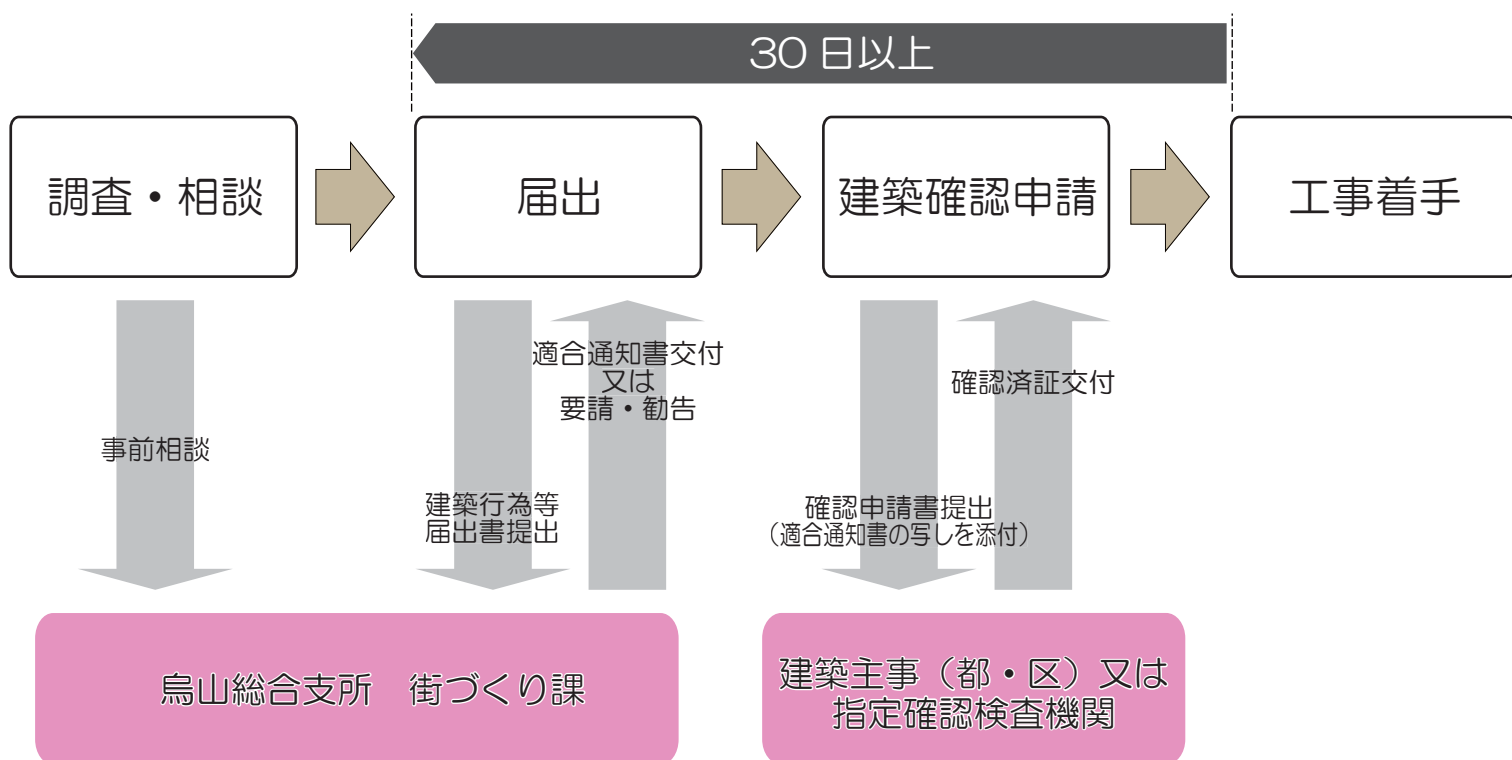 30 日以上
調査・相談
届出
建築確認申請
工事着手
事前相談
建築行為等
届出書提出
適合通知書交付
又は
要請・勧告
確認申請書提出
（適合通知書の写しを添付）
確認済証交付
烏山総合支所　街づくり課
建築主事（都・区）又は
指定確認検査機関